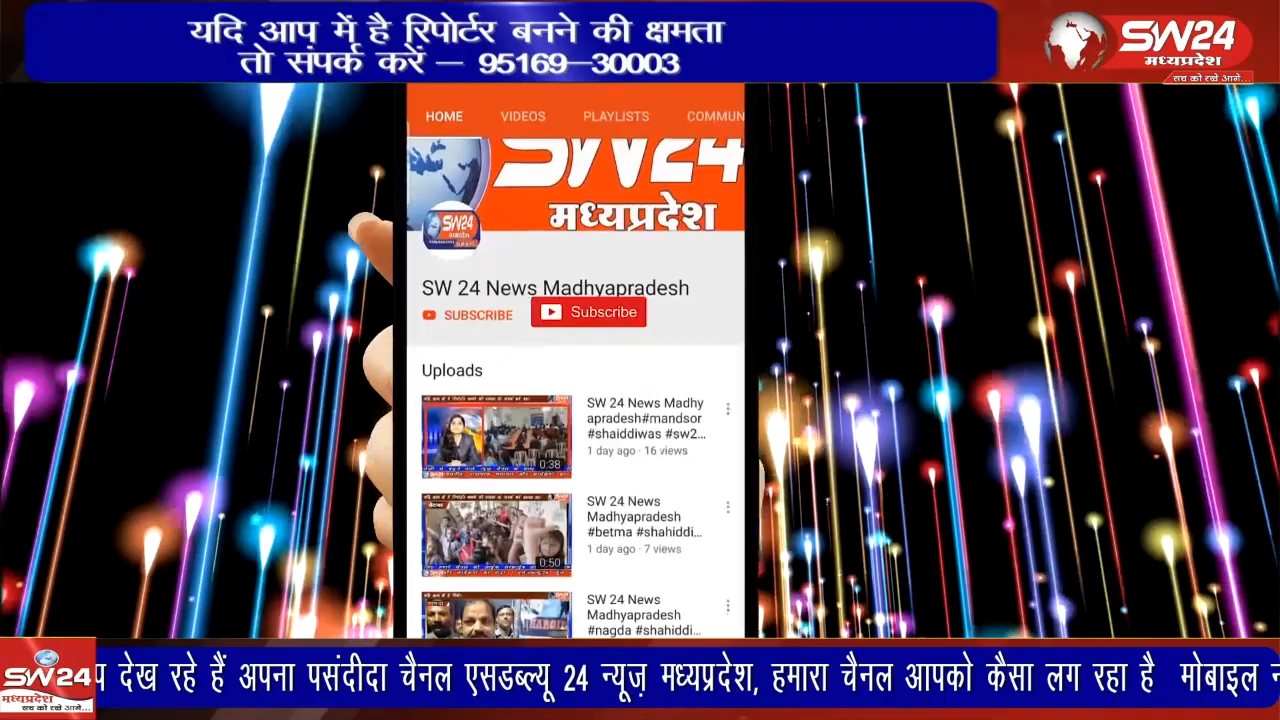 यदि आप में है रिपोर्टर बनने की क्षमता
तो संपर्क करें – 95169–30003
SW24
मध्यप्रदेश
सच को रखे आगे...
HOME VIDEOS PLAYLISTS COMMUN
SW24
मध्यप्रदेश
SW24
SW 24 News Madhyapradesh
SUBSCRIBE
Subscribe
Uploads
SW 24 News Madhy
apradesh#mandsor
#shaiddiwas #sw2...
1 day ago · 16 views
0:38
SW 24 News
Madhyapradesh
#betma #shahiddi...
1 day ago · 7 views
0:50
SW 24 News
Madhyapradesh
#nagda #shahiddi...
SW24
मध्यप्रदेश
सच को रखे आगे...
प देख रहे हैं अपना पसंदीदा चैनल एसडब्ल्यू 24 न्यूज़ मध्यप्रदेश, हमारा चैनल आपको कैसा लग रहा है मोबाइल न